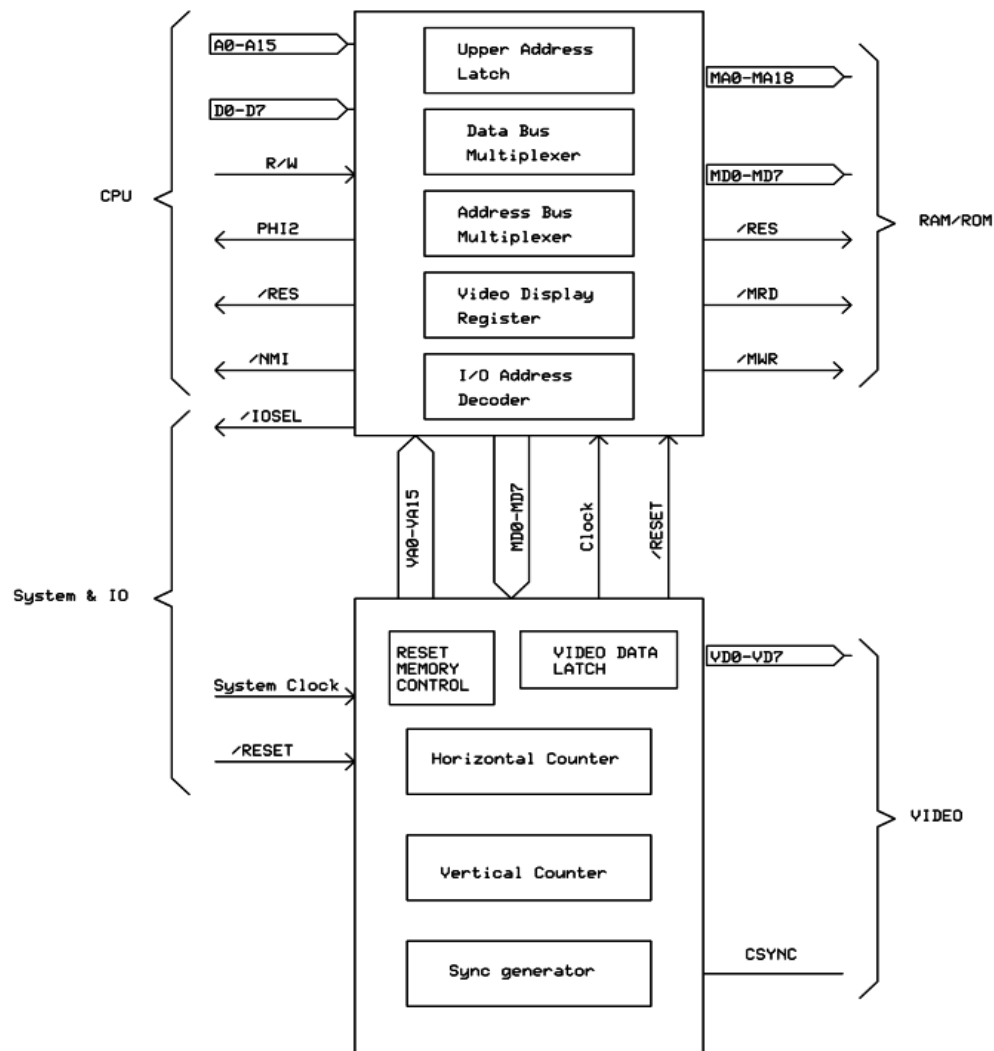 A0-A15
D0-D7
R/W
CPU
PHI2
/RES
/NMI
/IOSEL
Upper Address
Latch
Data Bus
Multiplexer
Address Bus
Multiplexer
Video Display
Register
I/O Address
Decoder
MA0-MA18
MD0-MD7
/RES
/MRD
/MWR
RAM/ROM
VA0-VA15
MD0-MD7
Clock
/RESET
System & IO
System Clock
/RESET
RESET
MEMORY
CONTROL
VIDEO DATA
LATCH
Horizontal Counter
Vertical Counter
Sync generator
VD0-VD7
VIDEO
CSYNC